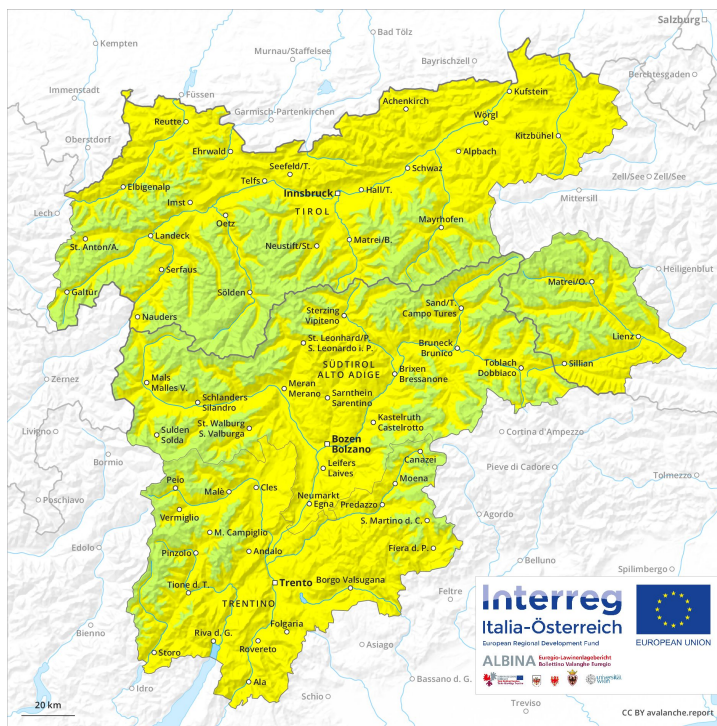 Salzburg
Kempten
Bad Tölz
Murnau/Staffelsee
Bayrischzell
Berchtesgaden
Immenstadt
Füssen
Kufstein
Achenkirch
Garmisch-Partenkirchen
Reutte
Wörgl
Oberstdorf
Ehrwald
Kitzbühel
Alpbach
Seefeld/T.
Schwaz
Zell/See
Zell/See
Elbigenalp
Telfs
Innsbruck
Hall/T.
Mittersill
Lech
Imst
TIROL
Oetz
Mayrhofen
St. Anton/A.
Landeck
Neustift/St.
Matrei/B.
Heiligenblut
Serfaus
Matrei/O.
Galtür
Sölden
Sand/T.
Campo Tures
Nauders
Sterzing
Vipiteno
Lienz
St. Leonhard/P.
S. Leonardo i. P.
Bruneck
Brunico
Sillian
Toblach
Dobbiaco
SÜDTIROL
ALTO ADIGE
Brixen
Bressanone
Mals
Malles V.
Meran
Merano
Zernez
Schlanders
Silandro
Sarnthein
Sarentino
St. Walburg
S. Valburga
Kastelruth
Castelrotto
Sulden
Solda
Livigno
Cortina d'Ampezzo
Bozen
Bolzano
Canazei
Bormio
Pieve di Cadore
Leifers
Laives
Tolmezzo
Peio
Moena
Poschiavo
Malè
Cles
Neumarkt
Egna
Predazzo
Vermiglio
Agordo
S. Martino d. C.
M. Campiglio
Edolo
Pinzolo
Andalo
Fiera d. P.
Belluno
Spilimbergo
Trento
Borgo Valsugana
Tione d. T.
Feltre
TRENTINO
Folgaria
Bienno
Riva d. G.
Rovereto
Asiago
Storo
Bassano d. G.
Ala
Idro
Schio
Treviso
20 km
Interreg
Italia-Österreich
European Regional Development Fund
EUROPEAN UNION
ALBINA Euregio-Lawinenlagebericht
Bollettino Valanghe Euregio
universität
wien
CC BY avalanche.report